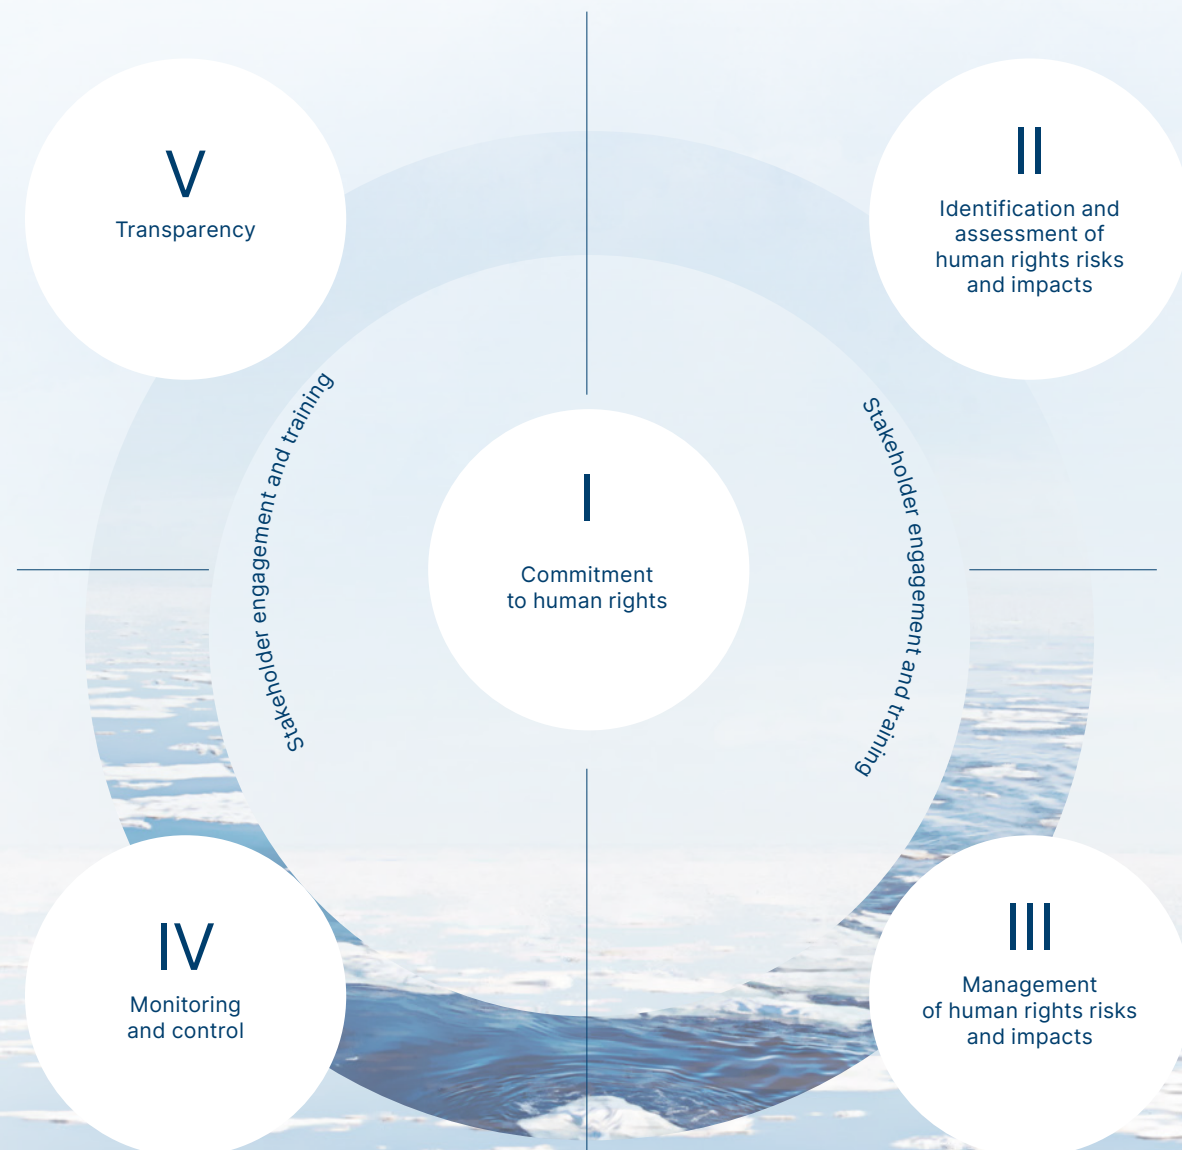 V
Transparency
II
Identification and
assessment of
human rights risks
and impacts
Stakeholder engagement and training
Stakeholder engagement and training
I
Commitment
to human rights
IV
Monitoring
and control
III
Management
of human rights risks
and impacts